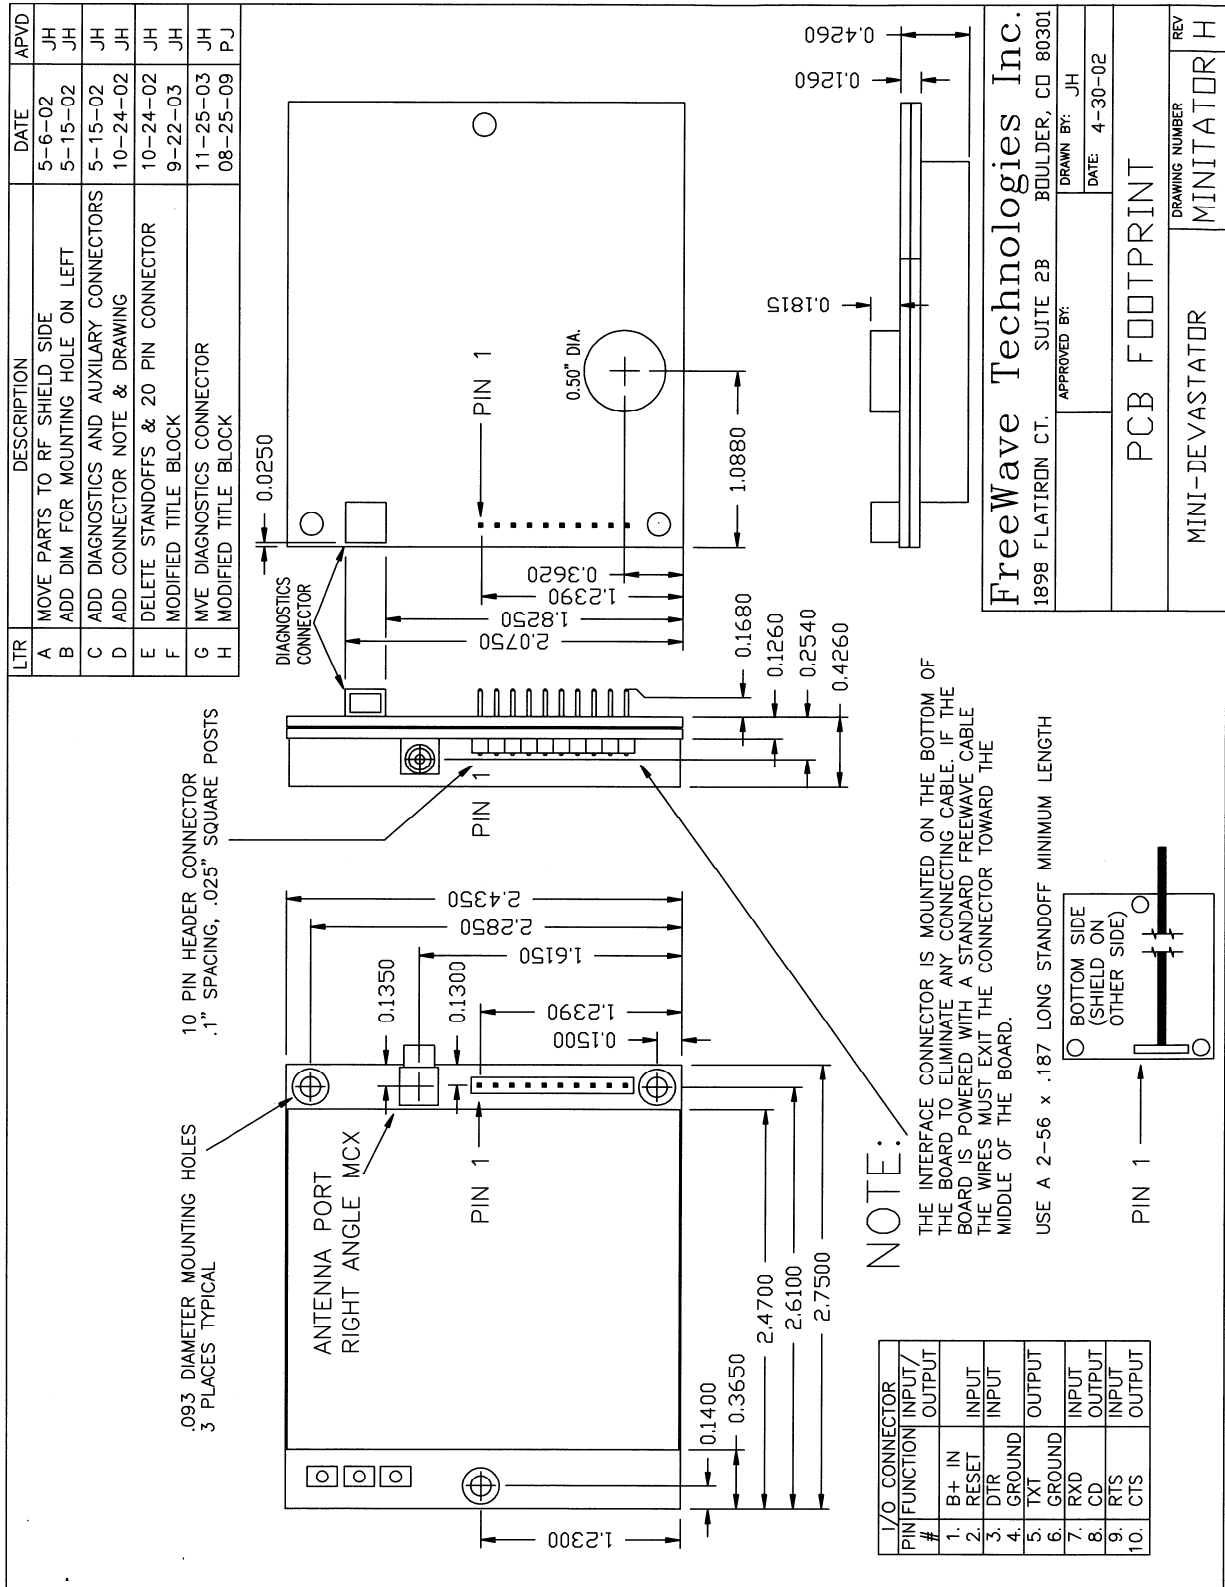 LTR DESCRIPTION DATE APVD
A MOVE PARTS TO RF SHIELD SIDE 5-6-02 JH
B ADD DIM FOR MOUNTING HOLE ON LEFT 5-15-02 JH
C ADD DIAGNOSTICS AND AUXILARY CONNECTORS 5-15-02 JH
D ADD CONNECTOR NOTE & DRAWING 10-24-02 JH
E DELETE STANDOFFS & 20 PIN CONNECTOR 10-24-02 JH
F MODIFIED TITLE BLOCK 9-22-03 JH
G MVE DIAGNOSTICS CONNECTOR 11-25-03 JH
H MODIFIED TITLE BLOCK 08-25-09 PJ
.093 DIAMETER MOUNTING HOLES
3 PLACES TYPICAL
10 PIN HEADER CONNECTOR
.1" SPACING, .025" SQUARE POSTS
DIAGNOSTICS
CONNECTOR
0.0250
ANTENNA PORT
RIGHT ANGLE MCX
PIN 1
0.1350
0.1300
2.4350
2.2850
1.6150
1.2390
0.1500
1.2300
0.1400
0.3650
2.4700
2.6100
2.7500
PIN 1
2.0750
1.8250
1.2390
0.3620
0.1680
0.1260
0.2540
0.4260
PIN 1
0.50" DIA.
1.0880
0.1815
0.1260
0.4260
NOTE:
THE INTERFACE CONNECTOR IS MOUNTED ON THE BOTTOM OF
THE BOARD TO ELIMINATE ANY CONNECTING CABLE. IF THE
BOARD IS POWERED WITH A STANDARD FREEWAVE CABLE
THE WIRES MUST EXIT THE CONNECTOR TOWARD THE
MIDDLE OF THE BOARD.
USE A 2-56 x .187 LONG STANDOFF MINIMUM LENGTH
PIN 1
BOTTOM SIDE
(SHIELD ON
OTHER SIDE)
I/O CONNECTOR
PIN # FUNCTION INPUT/ OUTPUT
1. B+ IN
2. RESET INPUT
3. DTR INPUT
4. GROUND
5. TXT OUTPUT
6. GROUND
7. RXD INPUT
8. CD OUTPUT
9. RTS INPUT
10. CTS OUTPUT
FreeWave Technologies Inc.
1898 FLATIRON CT. SUITE 2B BOULDER, CO 80301
APPROVED BY:
DRAWN BY: JH
DATE: 4-30-02
PCB FOOTPRINT
MINI-DEVASTATOR
DRAWING NUMBER
MINITATOR
REV
H